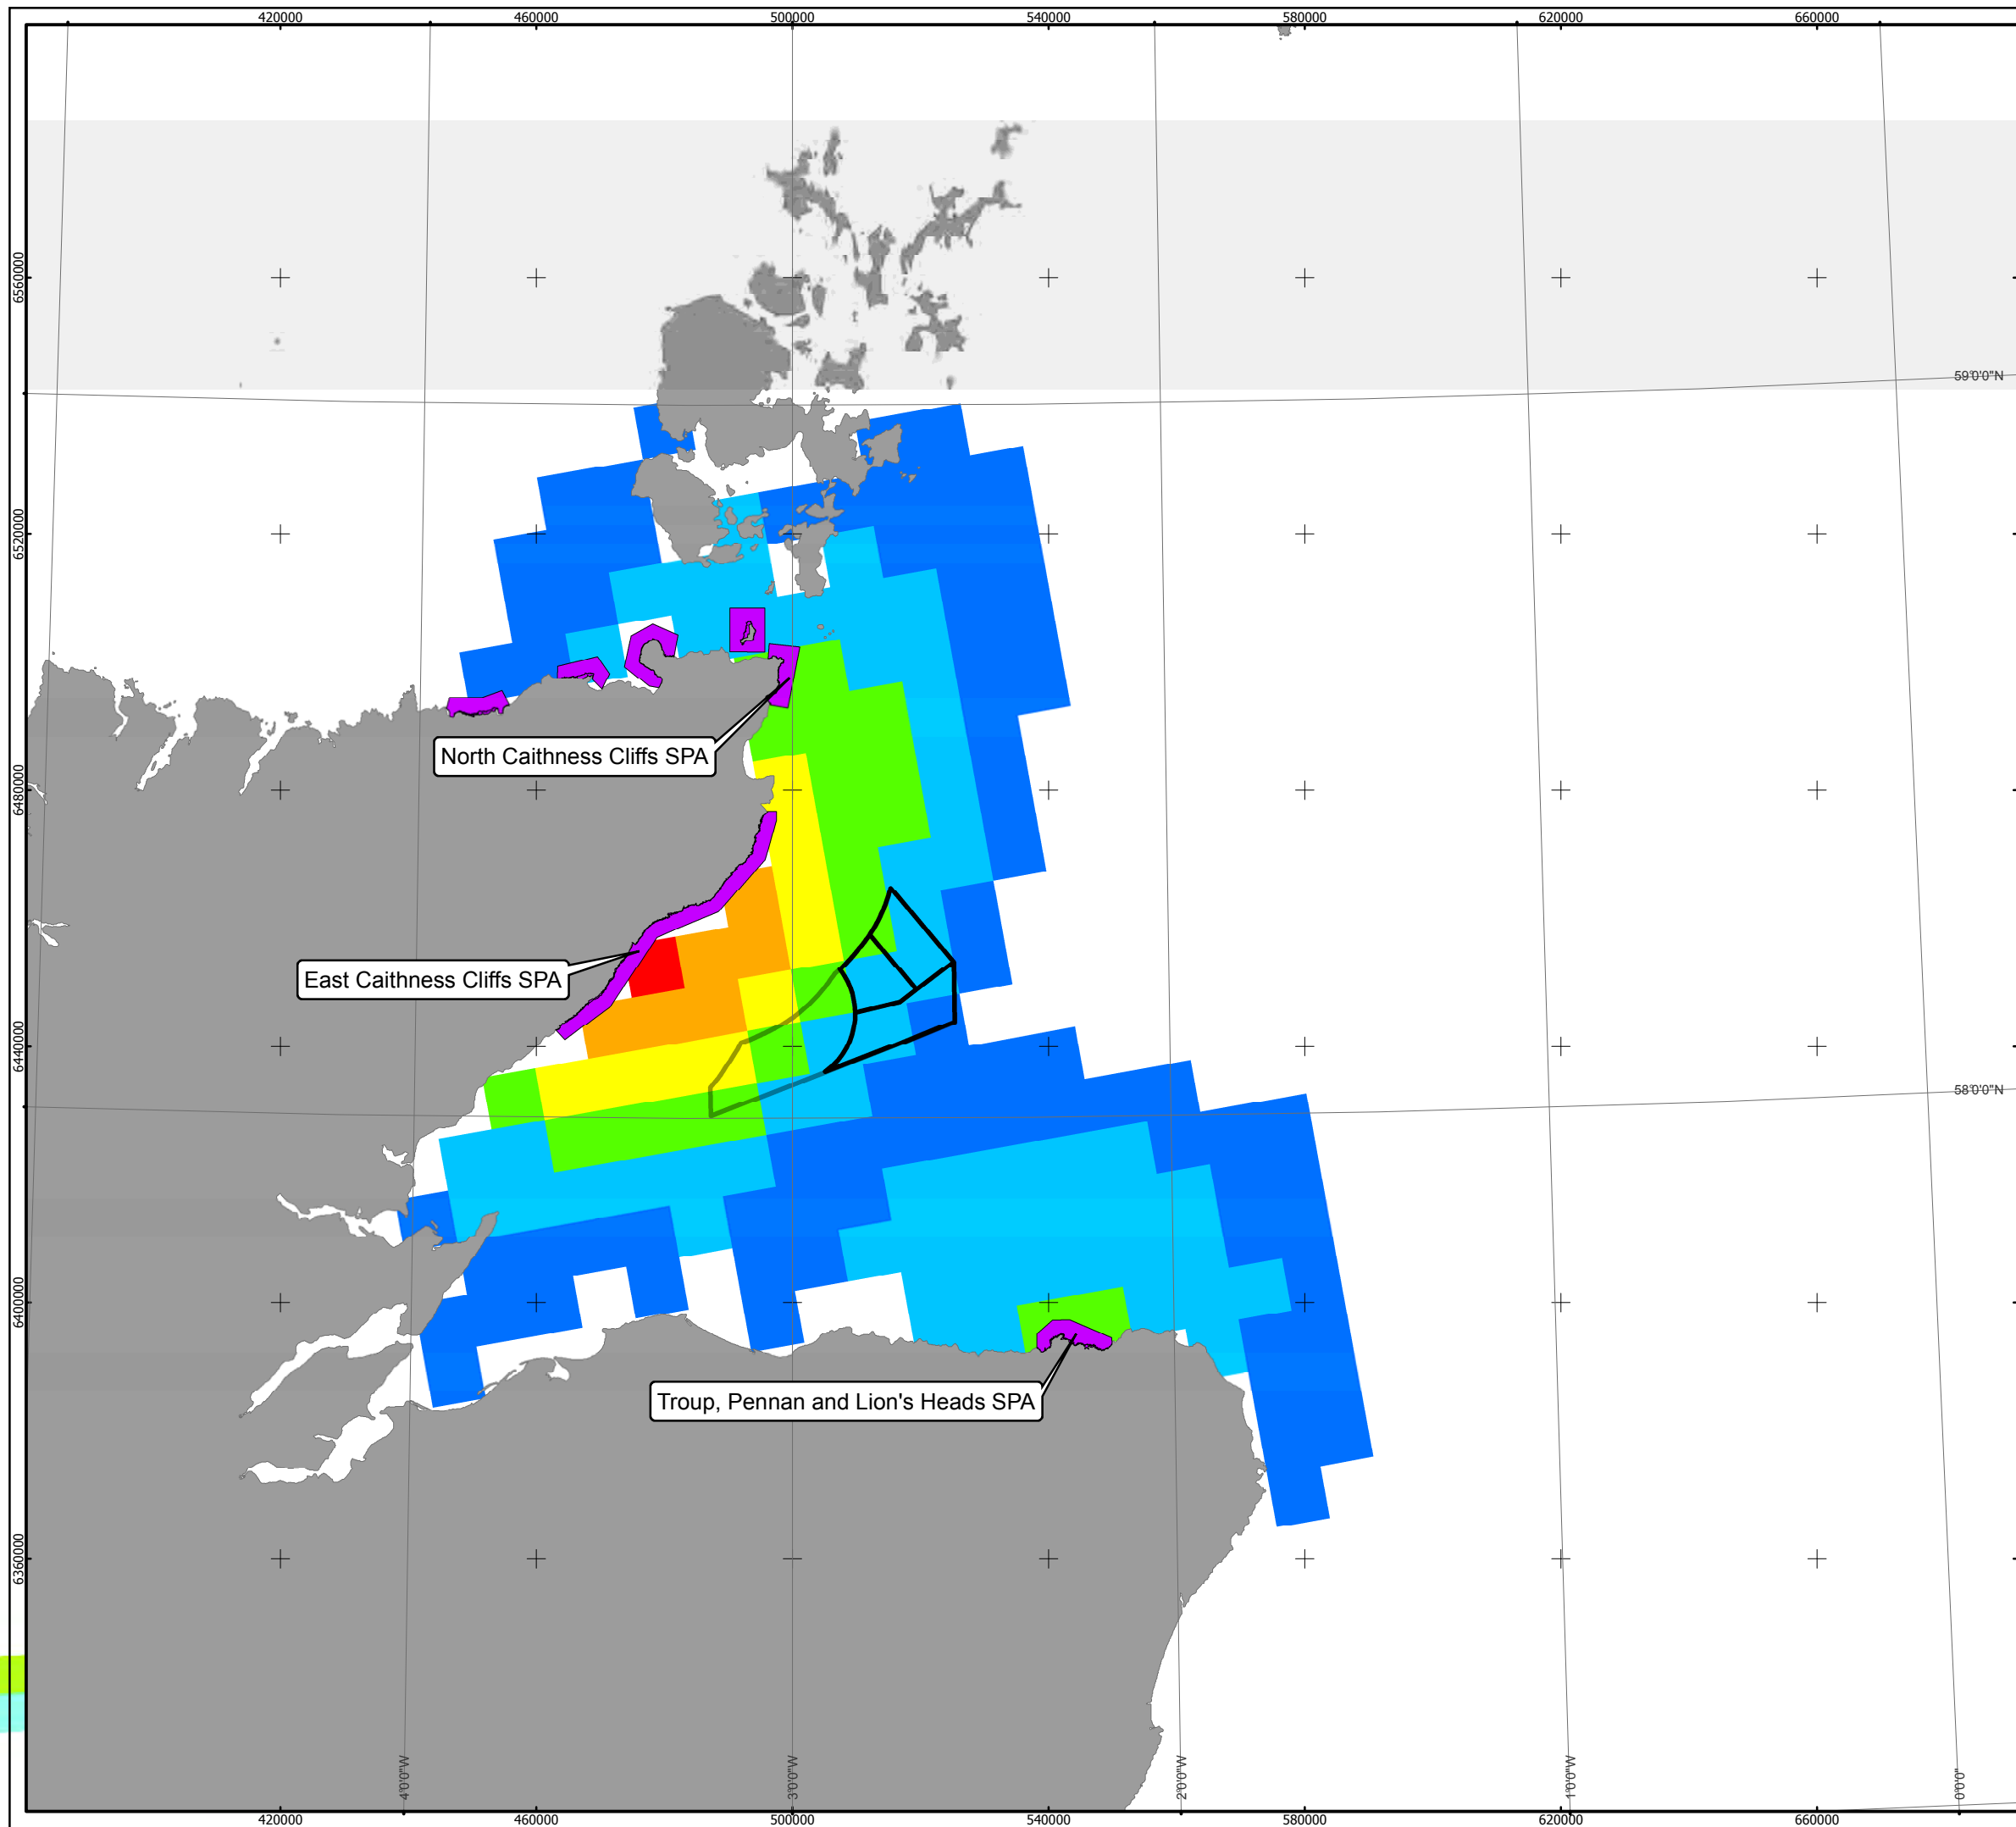 420000 460000 500000 540000 580000 620000 660000
6560000
59°0'0"N
6520000
North Caithness Cliffs SPA
6480000
East Caithness Cliffs SPA
6440000
58°0'0"N
6400000
Troup, Pennan and Lion's Heads SPA
6360000
4°0'0"W 3°0'0"W 2°0'0"W 1°0'0"W 0°0'0"
420000 460000 500000 540000 580000 620000 660000